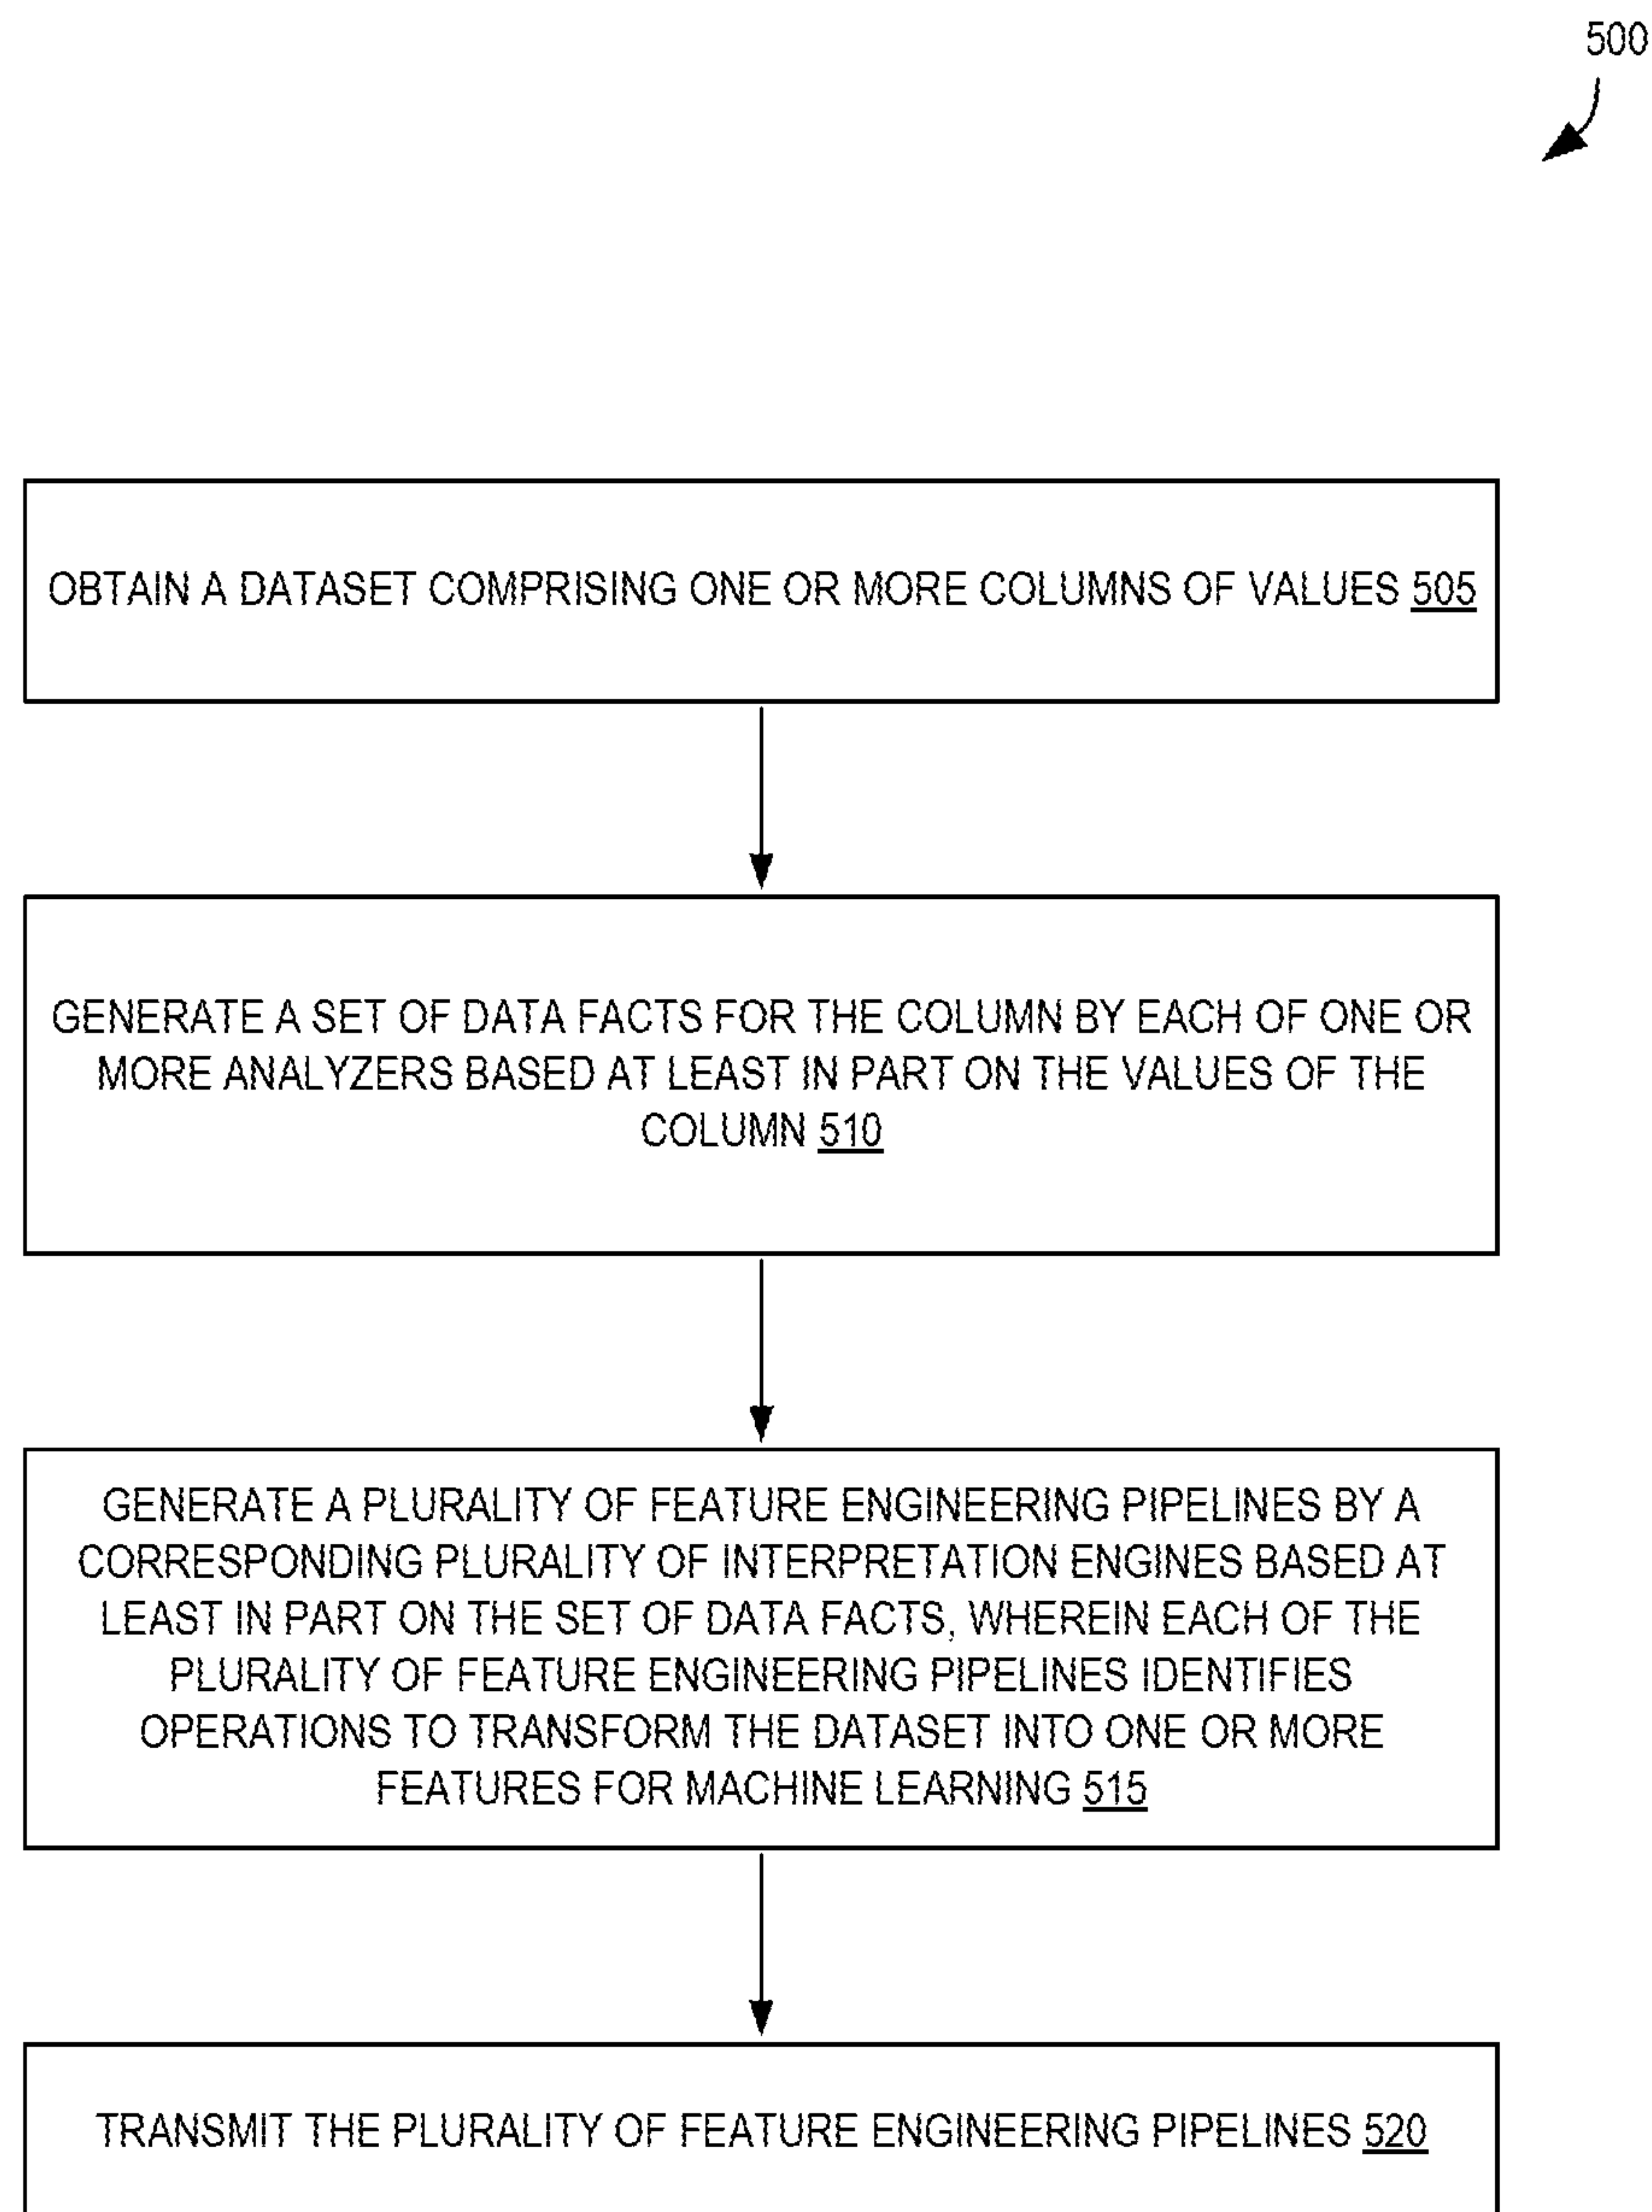 500
OBTAIN A DATASET COMPRISING ONE OR MORE COLUMNS OF VALUES 505
GENERATE A SET OF DATA FACTS FOR THE COLUMN BY EACH OF ONE OR
MORE ANALYZERS BASED AT LEAST IN PART ON THE VALUES OF THE
COLUMN 510
GENERATE A PLURALITY OF FEATURE ENGINEERING PIPELINES BY A
CORRESPONDING PLURALITY OF INTERPRETATION ENGINES BASED AT
LEAST IN PART ON THE SET OF DATA FACTS, WHEREIN EACH OF THE
PLURALITY OF FEATURE ENGINEERING PIPELINES IDENTIFIES
OPERATIONS TO TRANSFORM THE DATASET INTO ONE OR MORE
FEATURES FOR MACHINE LEARNING 515
TRANSMIT THE PLURALITY OF FEATURE ENGINEERING PIPELINES 520